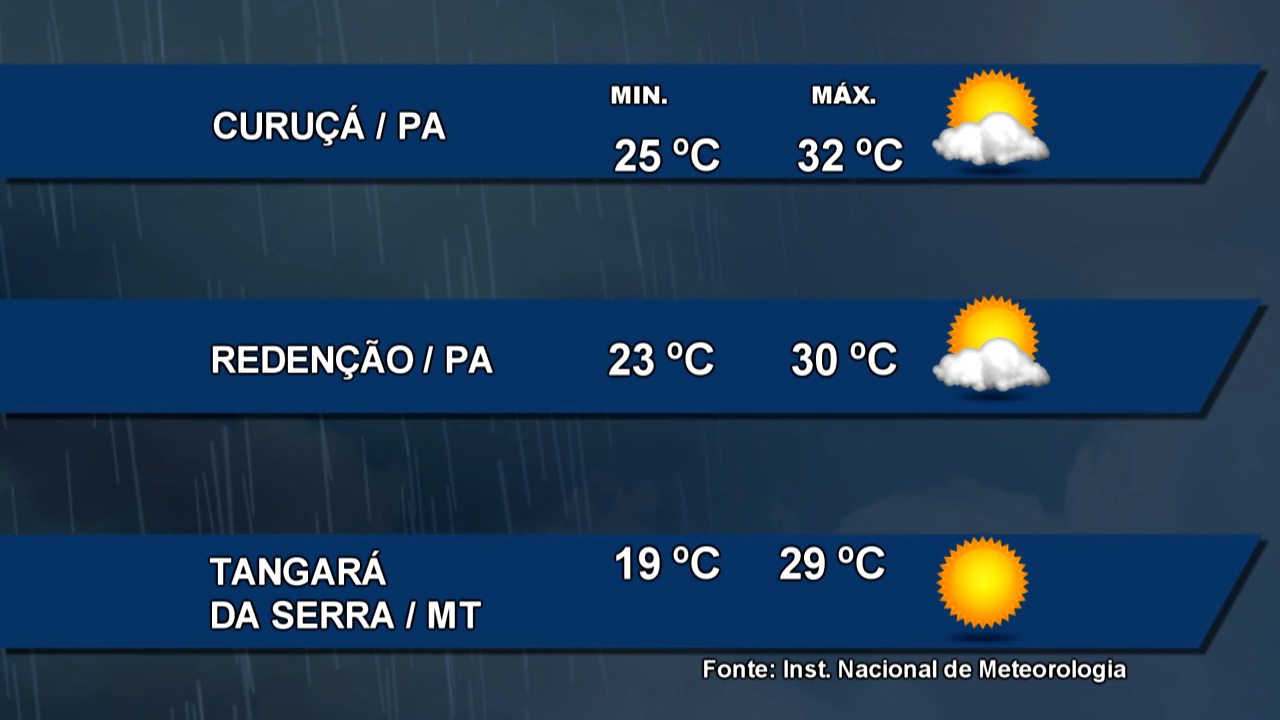 MIN. MÁX.
CURUÇÁ / PA 25 ºC 32 ºC
REDENÇÃO / PA 23 ºC 30 ºC
TANGARÁ 19 ºC 29 ºC
DA SERRA / MT
Fonte: Inst. Nacional de Meteorologia